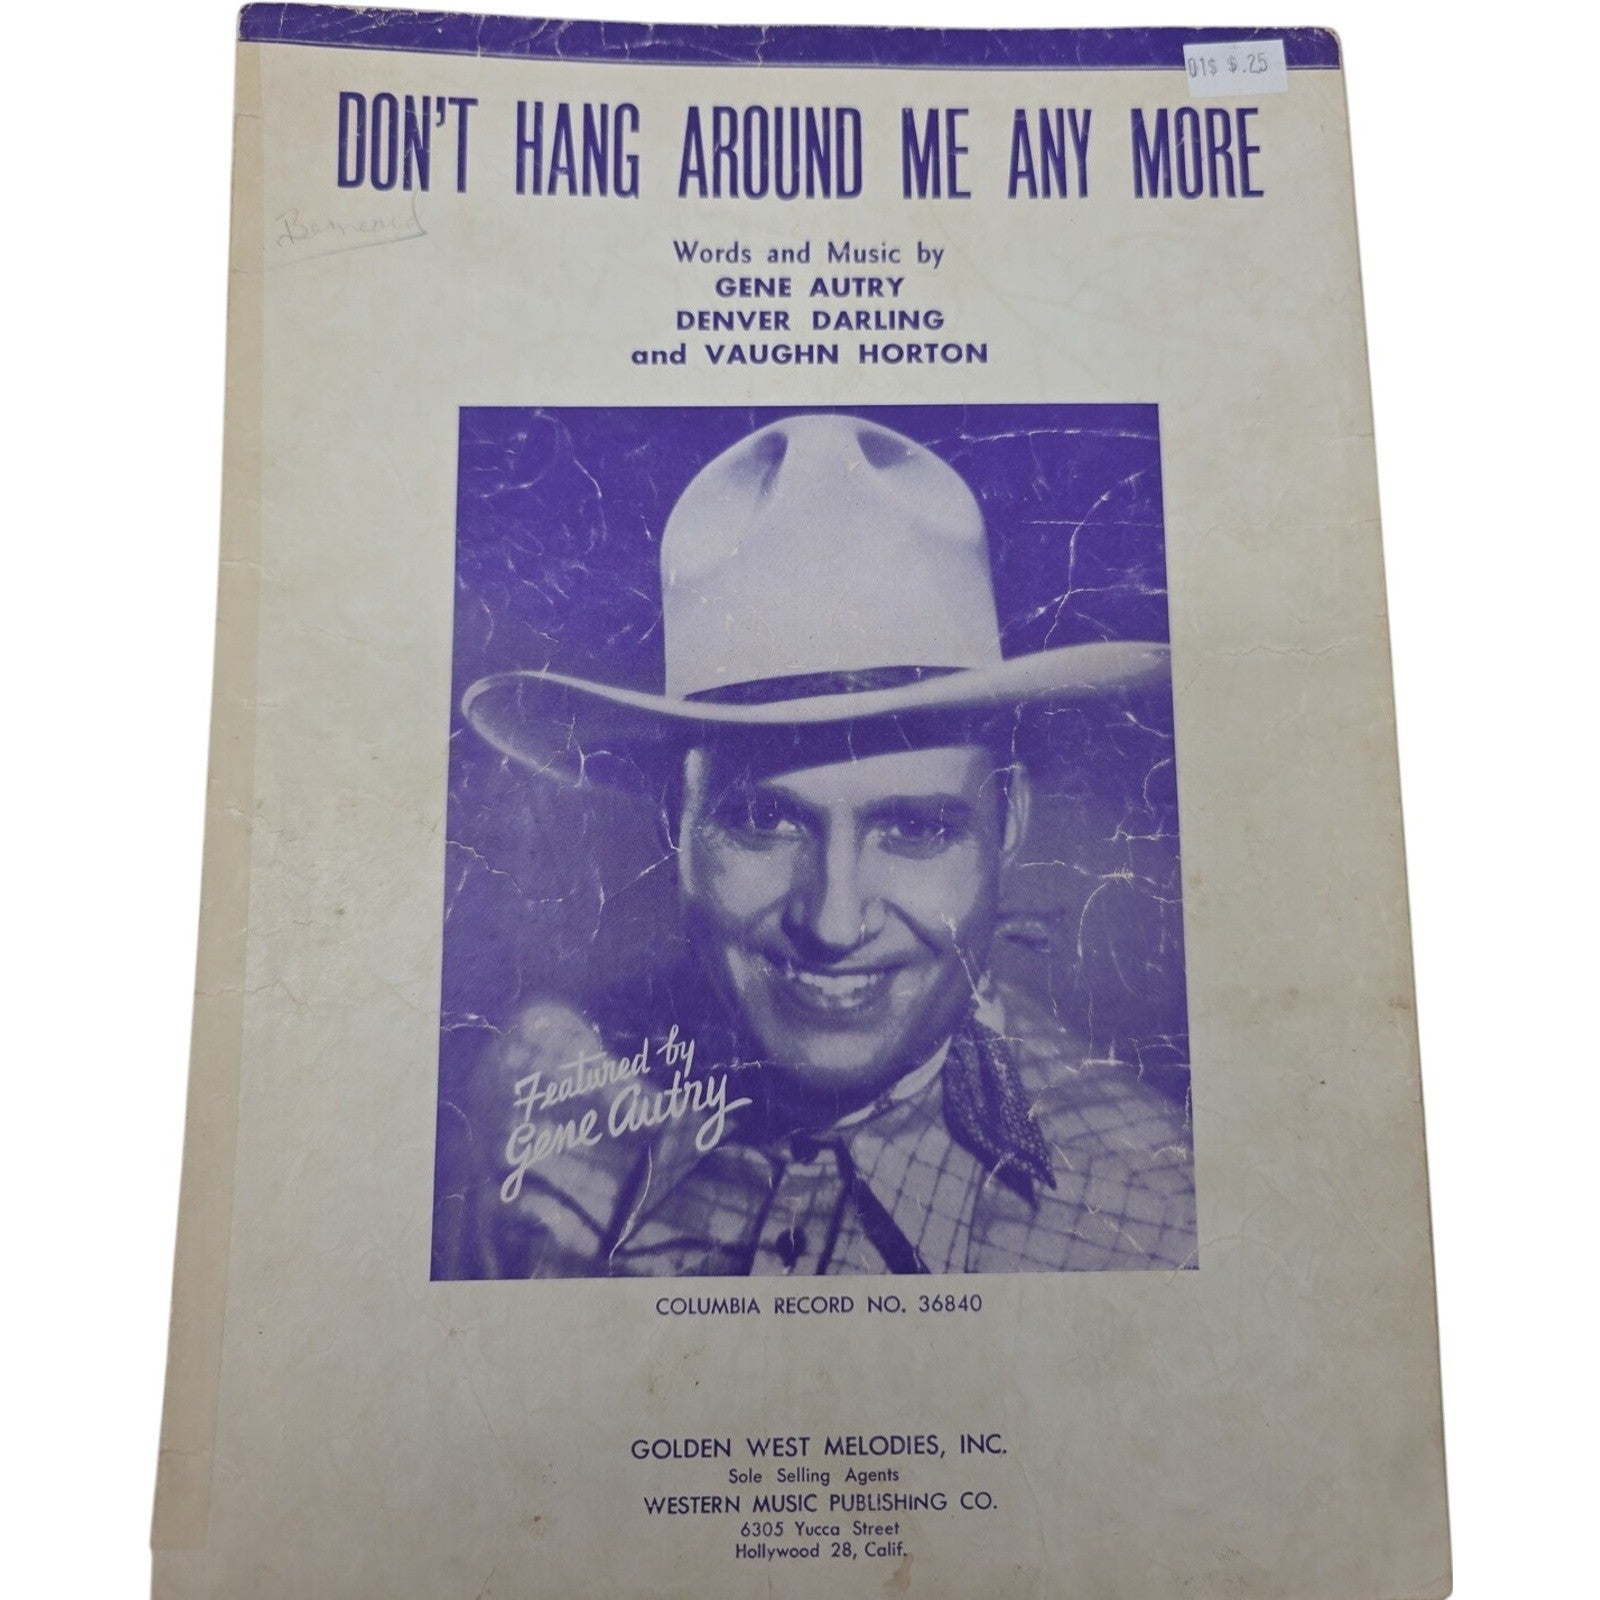 01$ $.25
DON'T HANG AROUND ME ANY MORE
Words and Music by
GENE AUTRY
DENVER DARLING
and VAUGHN HORTON
Featured by
Gene Autry
COLUMBIA RECORD NO. 36840
GOLDEN WEST MELODIES, INC.
Sole Selling Agents
WESTERN MUSIC PUBLISHING CO.
6305 Yucca Street
Hollywood 28, Calif.